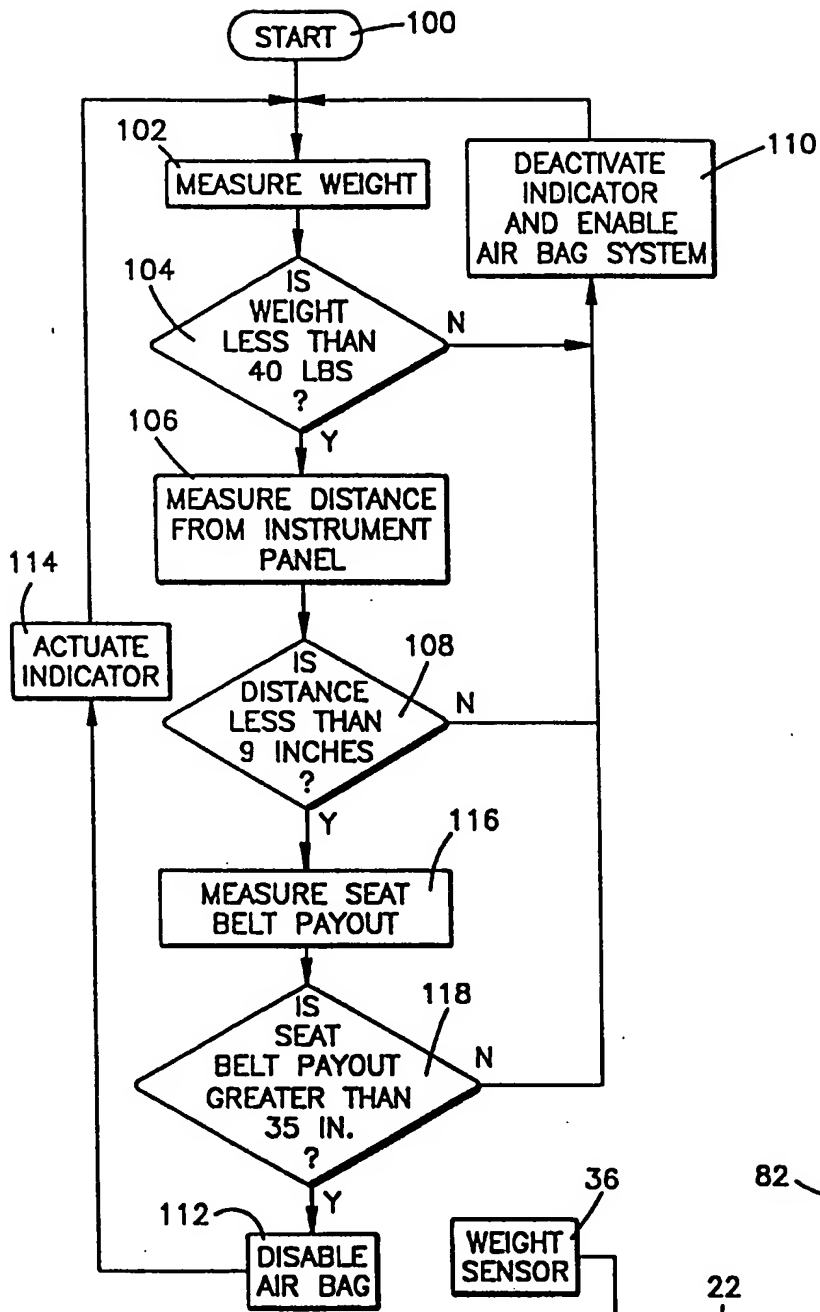 START
100
102
MEASURE WEIGHT
DEACTIVATE
INDICATOR
AND ENABLE
AIR BAG SYSTEM
110
104
IS
WEIGHT
LESS THAN
40 LBS
?
N
Y
106
MEASURE DISTANCE
FROM INSTRUMENT
PANEL
114
ACTUATE
INDICATOR
IS
DISTANCE
LESS THAN
9 INCHES
?
108
N
Y
116
MEASURE SEAT
BELT PAYOUT
IS
SEAT
BELT PAYOUT
GREATER THAN
35 IN.
?
118
N
Y
112
DISABLE
AIR BAG
36
WEIGHT
SENSOR
82
22